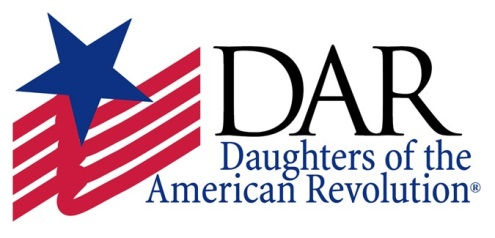 DAR
Daughters of the
American Revolution®